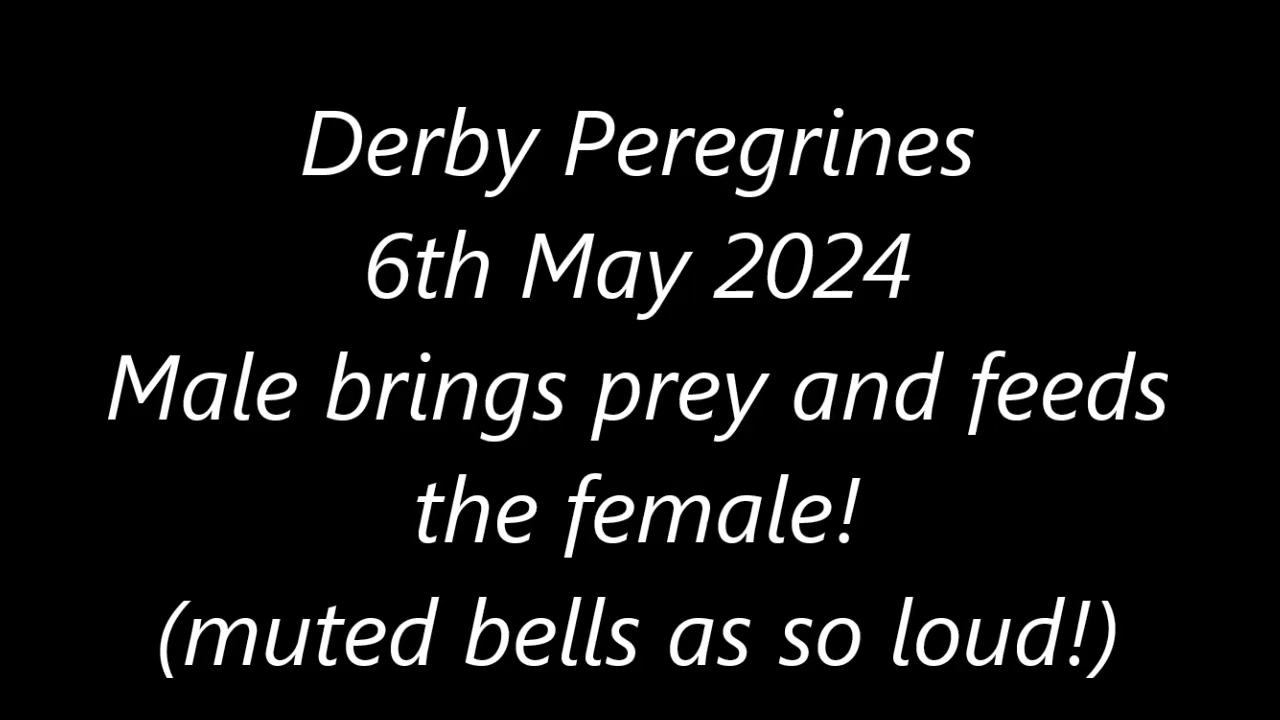 Derby Peregrines
6th May 2024
Male brings prey and feeds
the female!
(muted bells as so loud!)